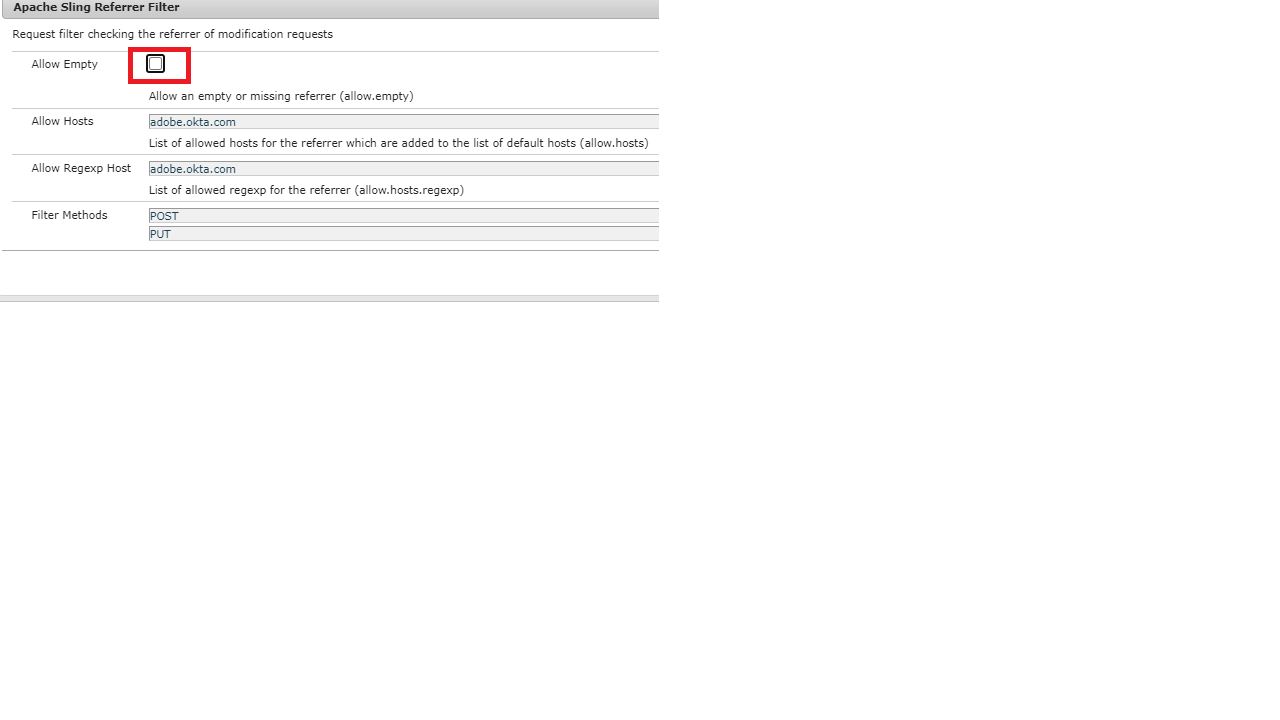 Apache Sling Referrer Filter
Request filter checking the referrer of modification requests
Allow Empty
Allow an empty or missing referrer (allow.empty)
Allow Hosts
adobe.okta.com
List of allowed hosts for the referrer which are added to the list of default hosts (allow.hosts)
Allow Regexp Host
adobe.okta.com
List of allowed regexp for the referrer (allow.hosts.regexp)
Filter Methods
POST
PUT